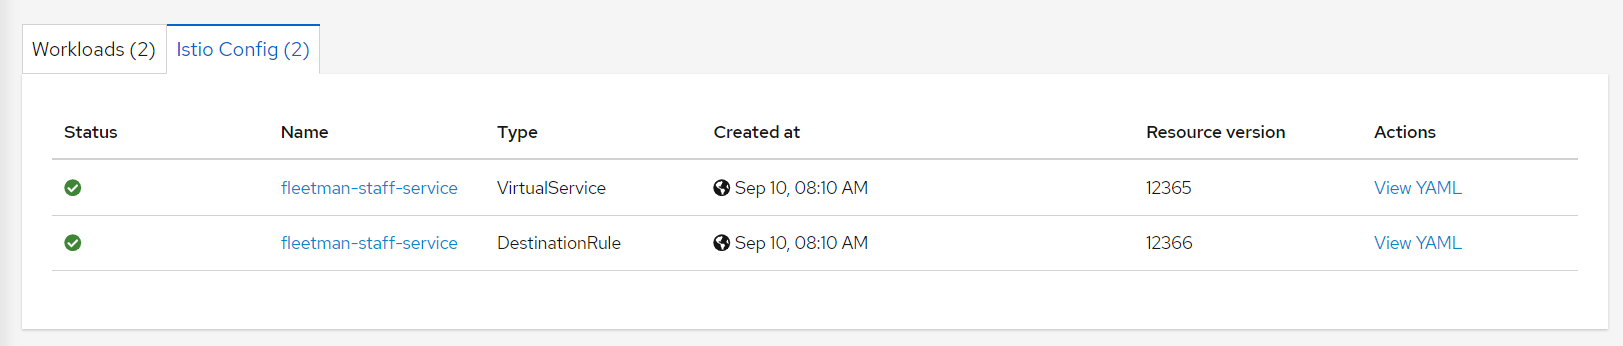 Workloads (2) Istio Config (2)
Status Name Type Created at Resource version Actions
fleetman-staff-service VirtualService Sep 10, 08:10 AM 12365 View YAML
fleetman-staff-service DestinationRule Sep 10, 08:10 AM 12366 View YAML